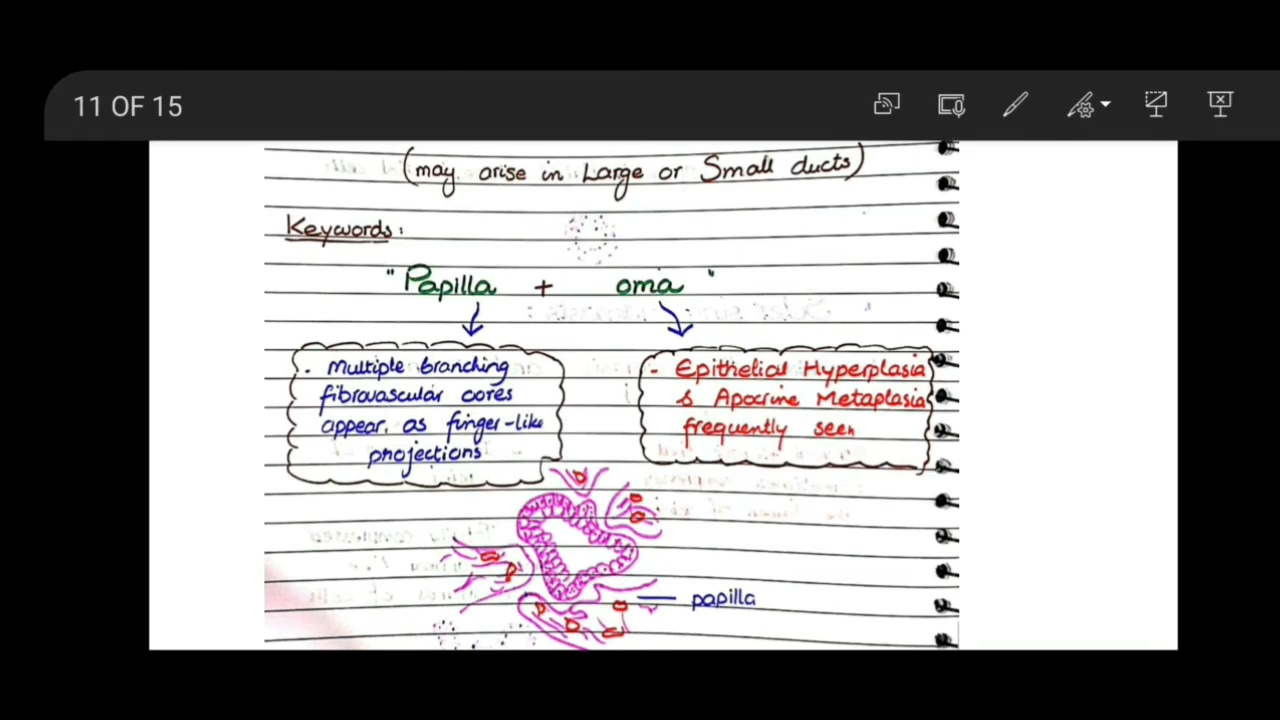 11 OF 15
(may arise in Large or Small ducts)
Keywords:
"Papilla + oma"
- Multiple branching
fibrovascular cores
appear as finger-like
projections
- Epithelial Hyperplasia
& Apocrine Metaplasia
frequently seen
papilla